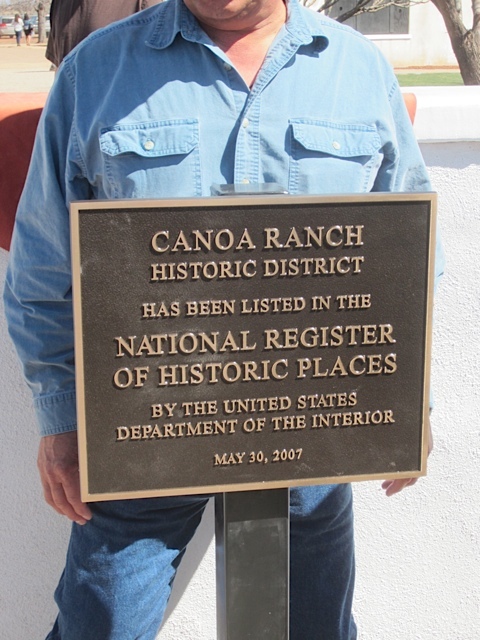 CANOA RANCH
HISTORIC DISTRICT
HAS BEEN LISTED IN THE
NATIONAL REGISTER
OF HISTORIC PLACES
BY THE UNITED STATES
DEPARTMENT OF THE INTERIOR
MAY 30, 2007